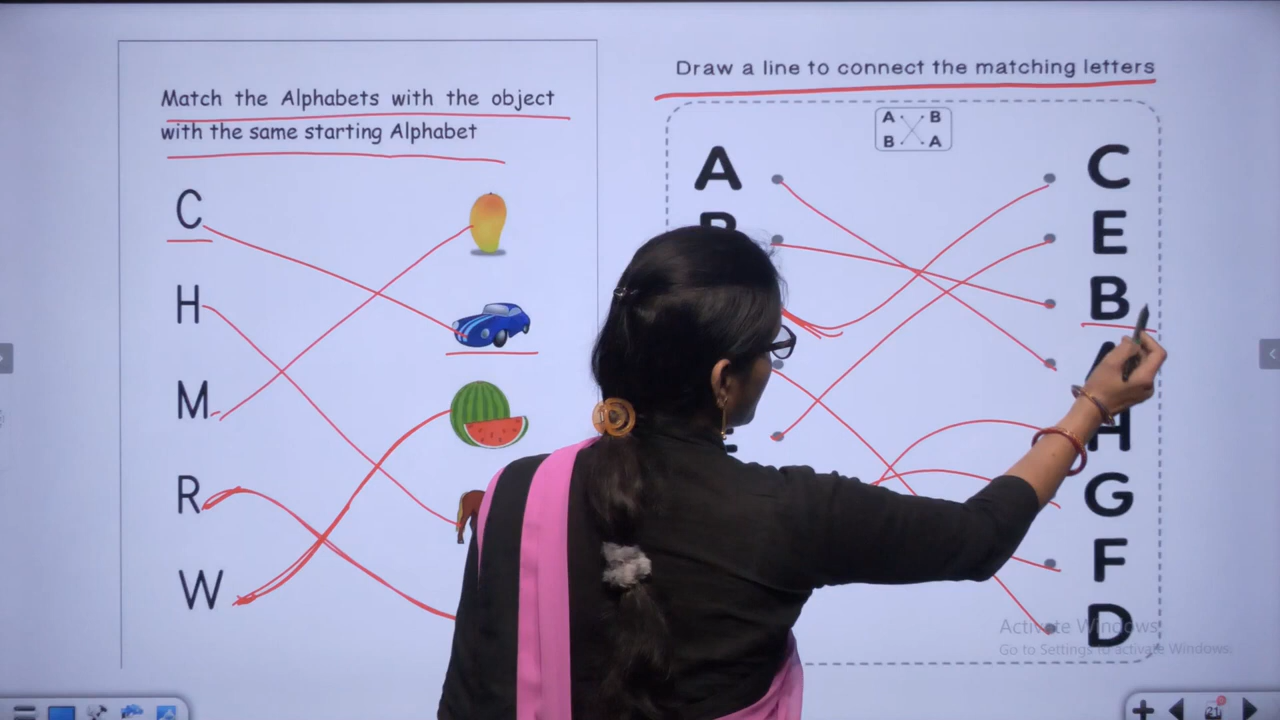 Match the Alphabets with the object
with the same starting Alphabet
C
H
M
R
W
Draw a line to connect the matching letters
A B
B A
A
B
C
E
B
A
H
G
F
D
Activate Windows
Go to Settings to activate Windows.
21